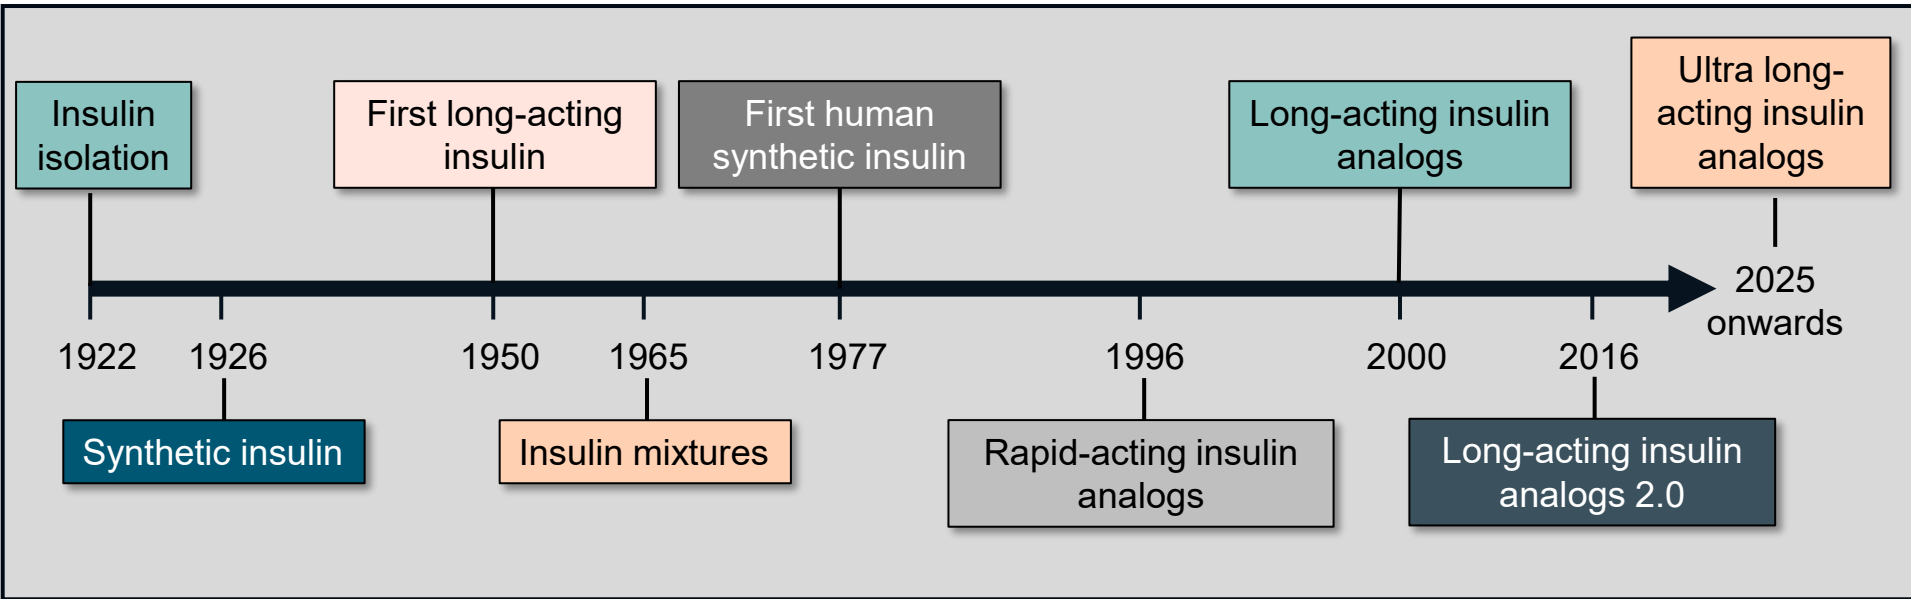 Insulin
isolation
First long-acting
insulin
First human
synthetic insulin
Long-acting insulin
analogs
Ultra long-
acting insulin
analogs
2025
onwards
1922
1926
1950
1965
1977
1996
2000
2016
Synthetic insulin
Insulin mixtures
Rapid-acting insulin
analogs
Long-acting insulin
analogs 2.0